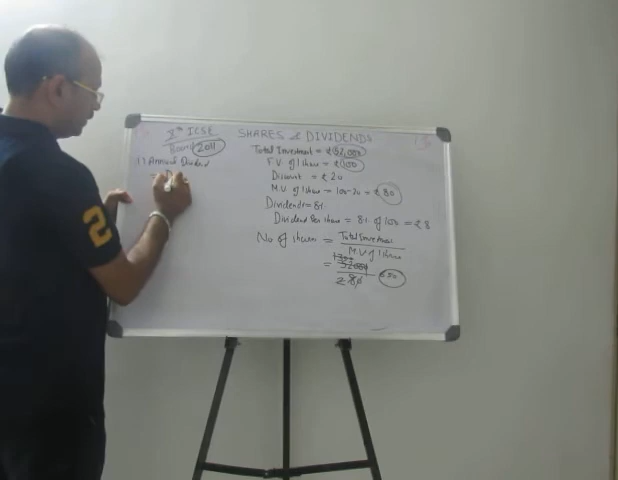 Xth ICSE
Board 2011
SHARES & DIVIDENDS
1) Annual Dividend
=
Total Investment = ₹
F.V. of 1 share = ₹100
Discount = ₹20
M.V of 1 share = 100-20 = ₹80
Dividend = 8%
Dividend Per share = 8% of 100 = ₹8
No of shares = Total Investment
M.V of 1 share
=
80
2